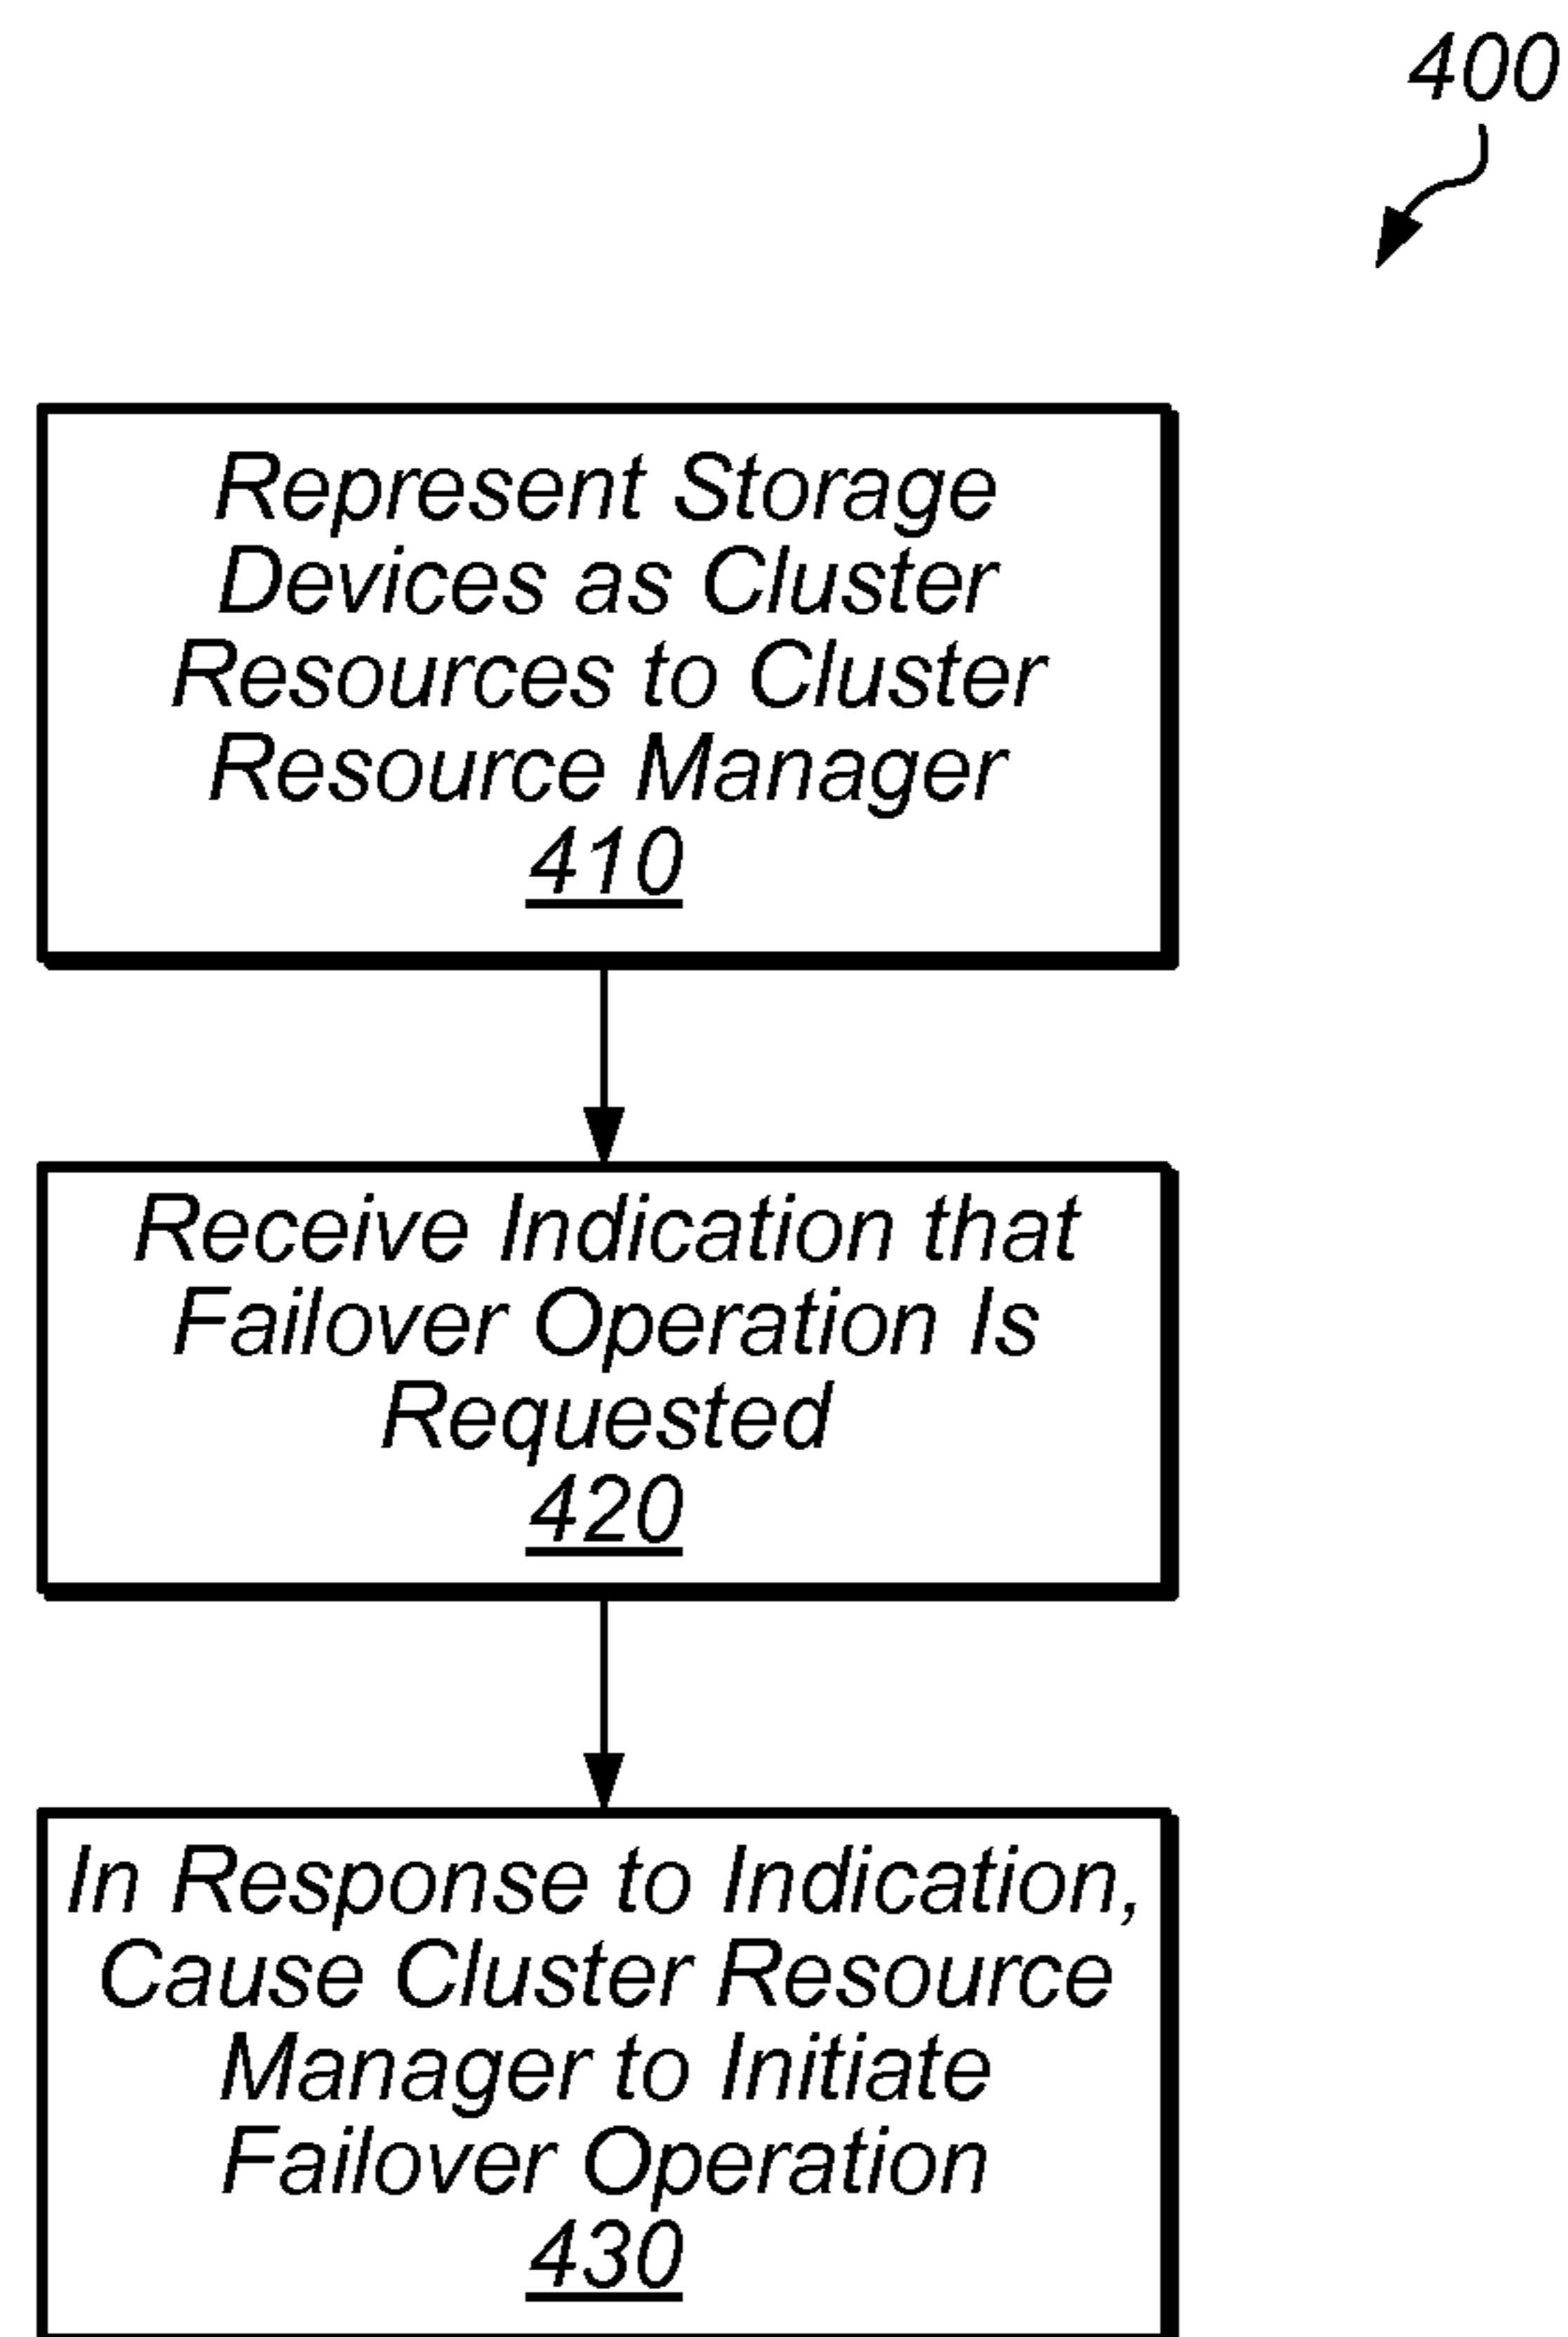 400
Represent Storage
Devices as Cluster
Resources to Cluster
Resource Manager
410
Receive Indication that
Failover Operation Is
Requested
420
In Response to Indication,
Cause Cluster Resource
Manager to Initiate
Failover Operation
430